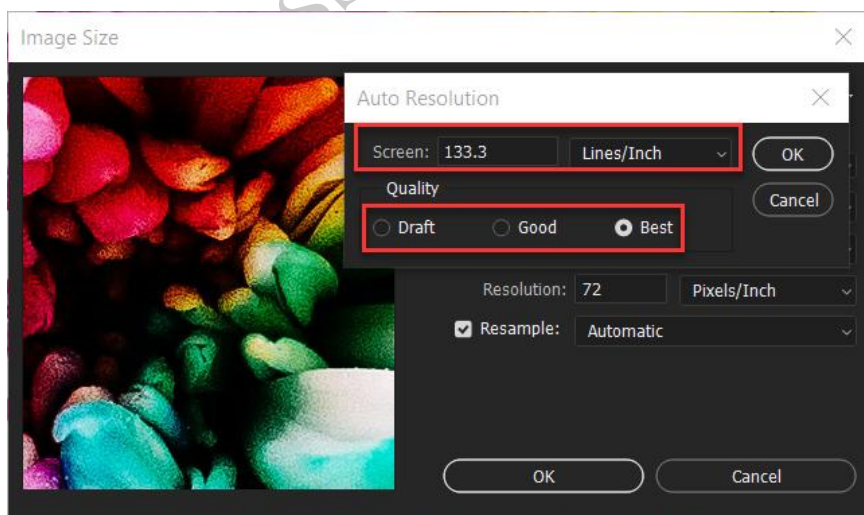 Image Size
Auto Resolution
Screen: 133.3 Lines/Inch OK
Quality
Cancel
Draft Good Best
Resolution: 72 Pixels/Inch
Resample: Automatic
OK Cancel